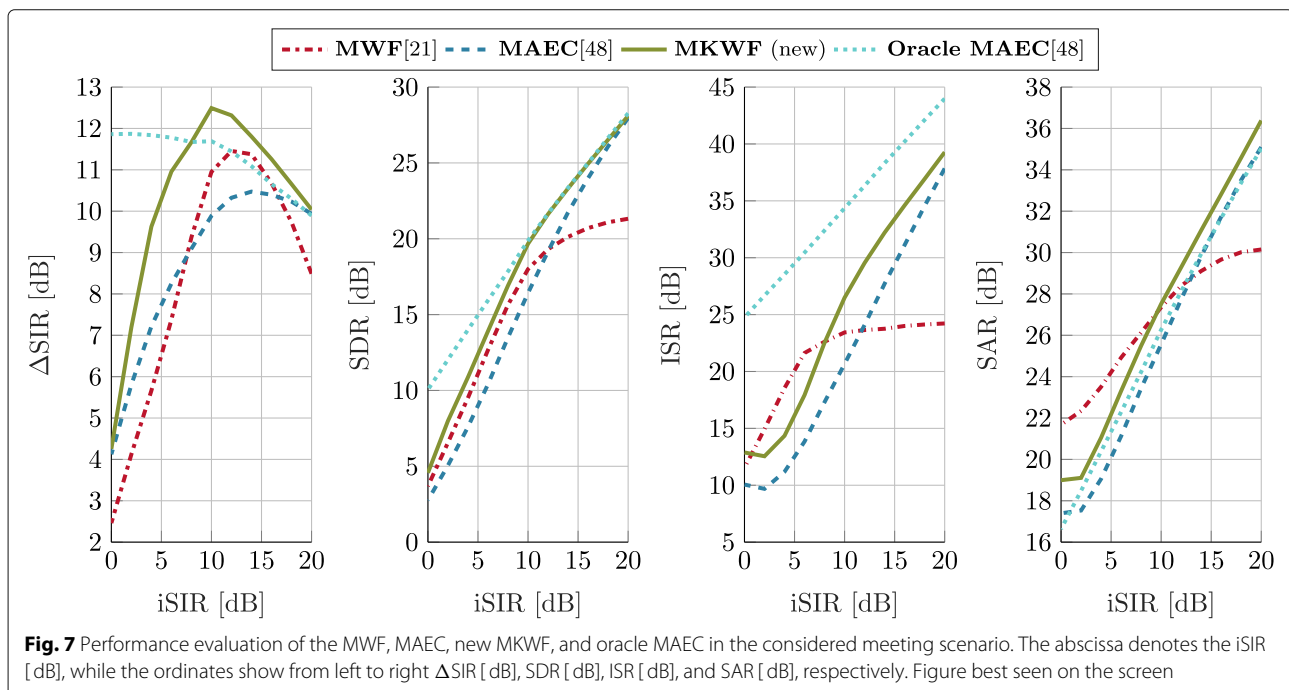 MWF[21] MAEC[48] MKWF (new) Oracle MAEC[48]
13
12
11
10
9
8
7
6
5
4
3
2
0 5 10 15 20
ΔSIR [dB]
iSIR [dB]
30
25
20
15
10
5
0
0 5 10 15 20
SDR [dB]
iSIR [dB]
45
40
35
30
25
20
15
10
5
0 5 10 15 20
ISR [dB]
iSIR [dB]
38
36
34
32
30
28
26
24
22
20
18
16
0 5 10 15 20
SAR [dB]
iSIR [dB]
Fig. 7 Performance evaluation of the MWF, MAEC, new MKWF, and oracle MAEC in the considered meeting scenario. The abscissa denotes the iSIR
[dB], while the ordinates show from left to right ΔSIR [dB], SDR [dB], ISR [dB], and SAR [dB], respectively. Figure best seen on the screen